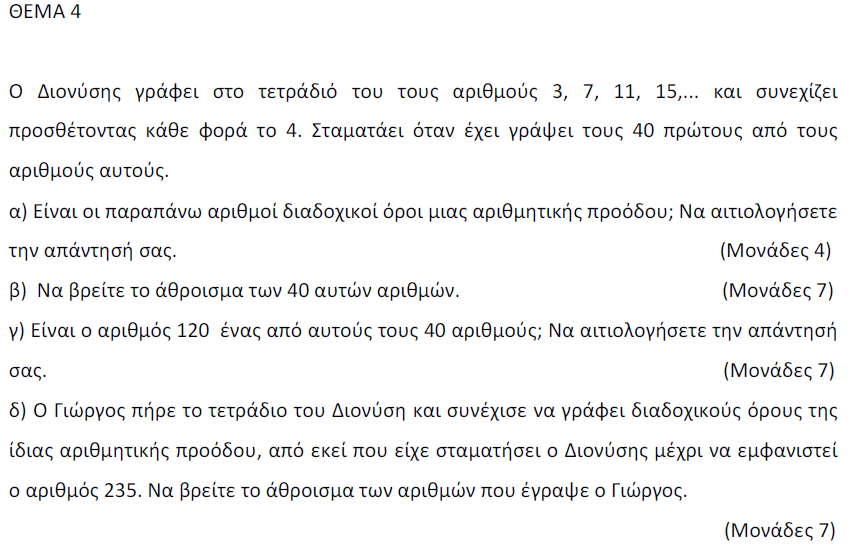 ΘΕΜΑ 4
Ο Διονύσης γράφει στο τετράδιό του τους αριθμούς 3, 7, 11, 15,... και συνεχίζει
προσθέτοντας κάθε φορά το 4. Σταματάει όταν έχει γράψει τους 40 πρώτους από τους
αριθμούς αυτούς.
α) Είναι οι παραπάνω αριθμοί διαδοχικοί όροι μιας αριθμητικής προόδου; Να αιτιολογήσετε
την απάντησή σας. (Μονάδες 4)
β) Να βρείτε το άθροισμα των 40 αυτών αριθμών. (Μονάδες 7)
γ) Είναι ο αριθμός 120 ένας από αυτούς τους 40 αριθμούς; Να αιτιολογήσετε την απάντησή
σας. (Μονάδες 7)
δ) Ο Γιώργος πήρε το τετράδιο του Διονύση και συνέχισε να γράφει διαδοχικούς όρους της
ίδιας αριθμητικής προόδου, από εκεί που είχε σταματήσει ο Διονύσης μέχρι να εμφανιστεί
ο αριθμός 235. Να βρείτε το άθροισμα των αριθμών που έγραψε ο Γιώργος.
(Μονάδες 7)